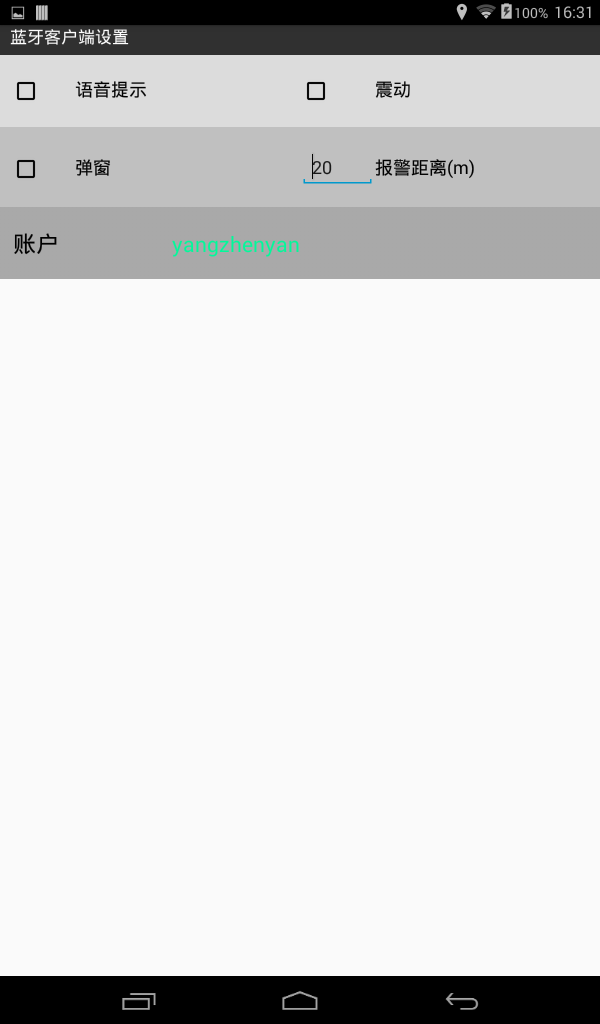 100% 16:31
蓝牙客户端设置
语音提示 震动
弹窗 20 报警距离(m)
账户 yangzhenyan